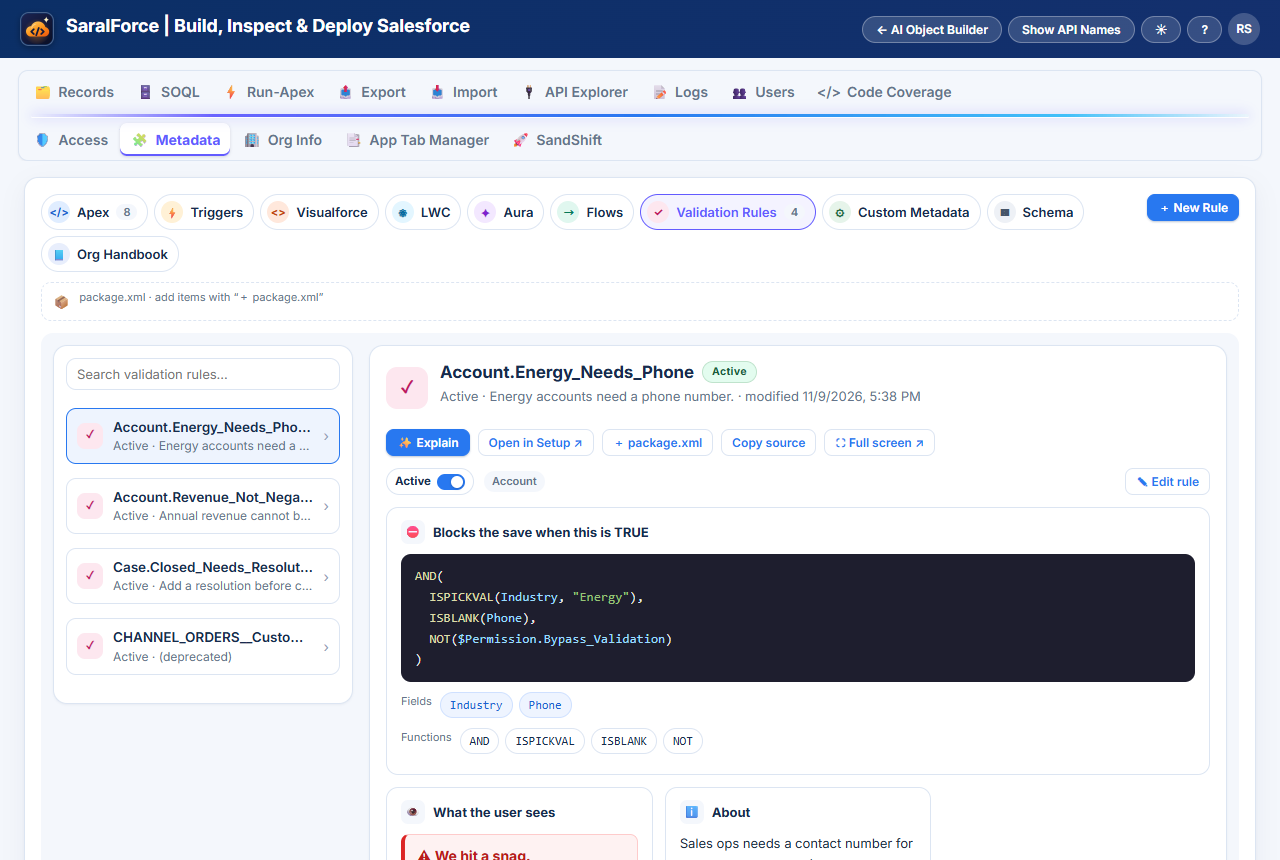 SaralForce | Build, Inspect & Deploy Salesforce
← AI Object Builder
Show API Names
?
RS
Records
SOQL
Run-Apex
Export
Import
API Explorer
Logs
Users
</> Code Coverage
Access
Metadata
Org Info
App Tab Manager
SandShift
</> Apex 8
Triggers
<> Visualforce
LWC
Aura
→ Flows
✓ Validation Rules 4
Custom Metadata
Schema
+ New Rule
Org Handbook
package.xml · add items with “+ package.xml”
Search validation rules...
Account.Energy_Needs_Pho...
Active · Energy accounts need a ...
Account.Revenue_Not_Nega...
Active · Annual revenue cannot b...
Case.Closed_Needs_Resolut...
Active · Add a resolution before c...
CHANNEL_ORDERS__Custo...
Active · (deprecated)
Account.Energy_Needs_Phone Active
Active · Energy accounts need a phone number. · modified 11/9/2026, 5:38 PM
✨ Explain
Open in Setup ↗
+ package.xml
Copy source
⛶ Full screen ↗
Active
Account
✎ Edit rule
Blocks the save when this is TRUE
AND(
  ISPICKVAL(Industry, "Energy"),
  ISBLANK(Phone),
  NOT($Permission.Bypass_Validation)
)
Fields Industry Phone
Functions AND ISPICKVAL ISBLANK NOT
What the user sees
⚠ We hit a snag.
About
Sales ops needs a contact number for